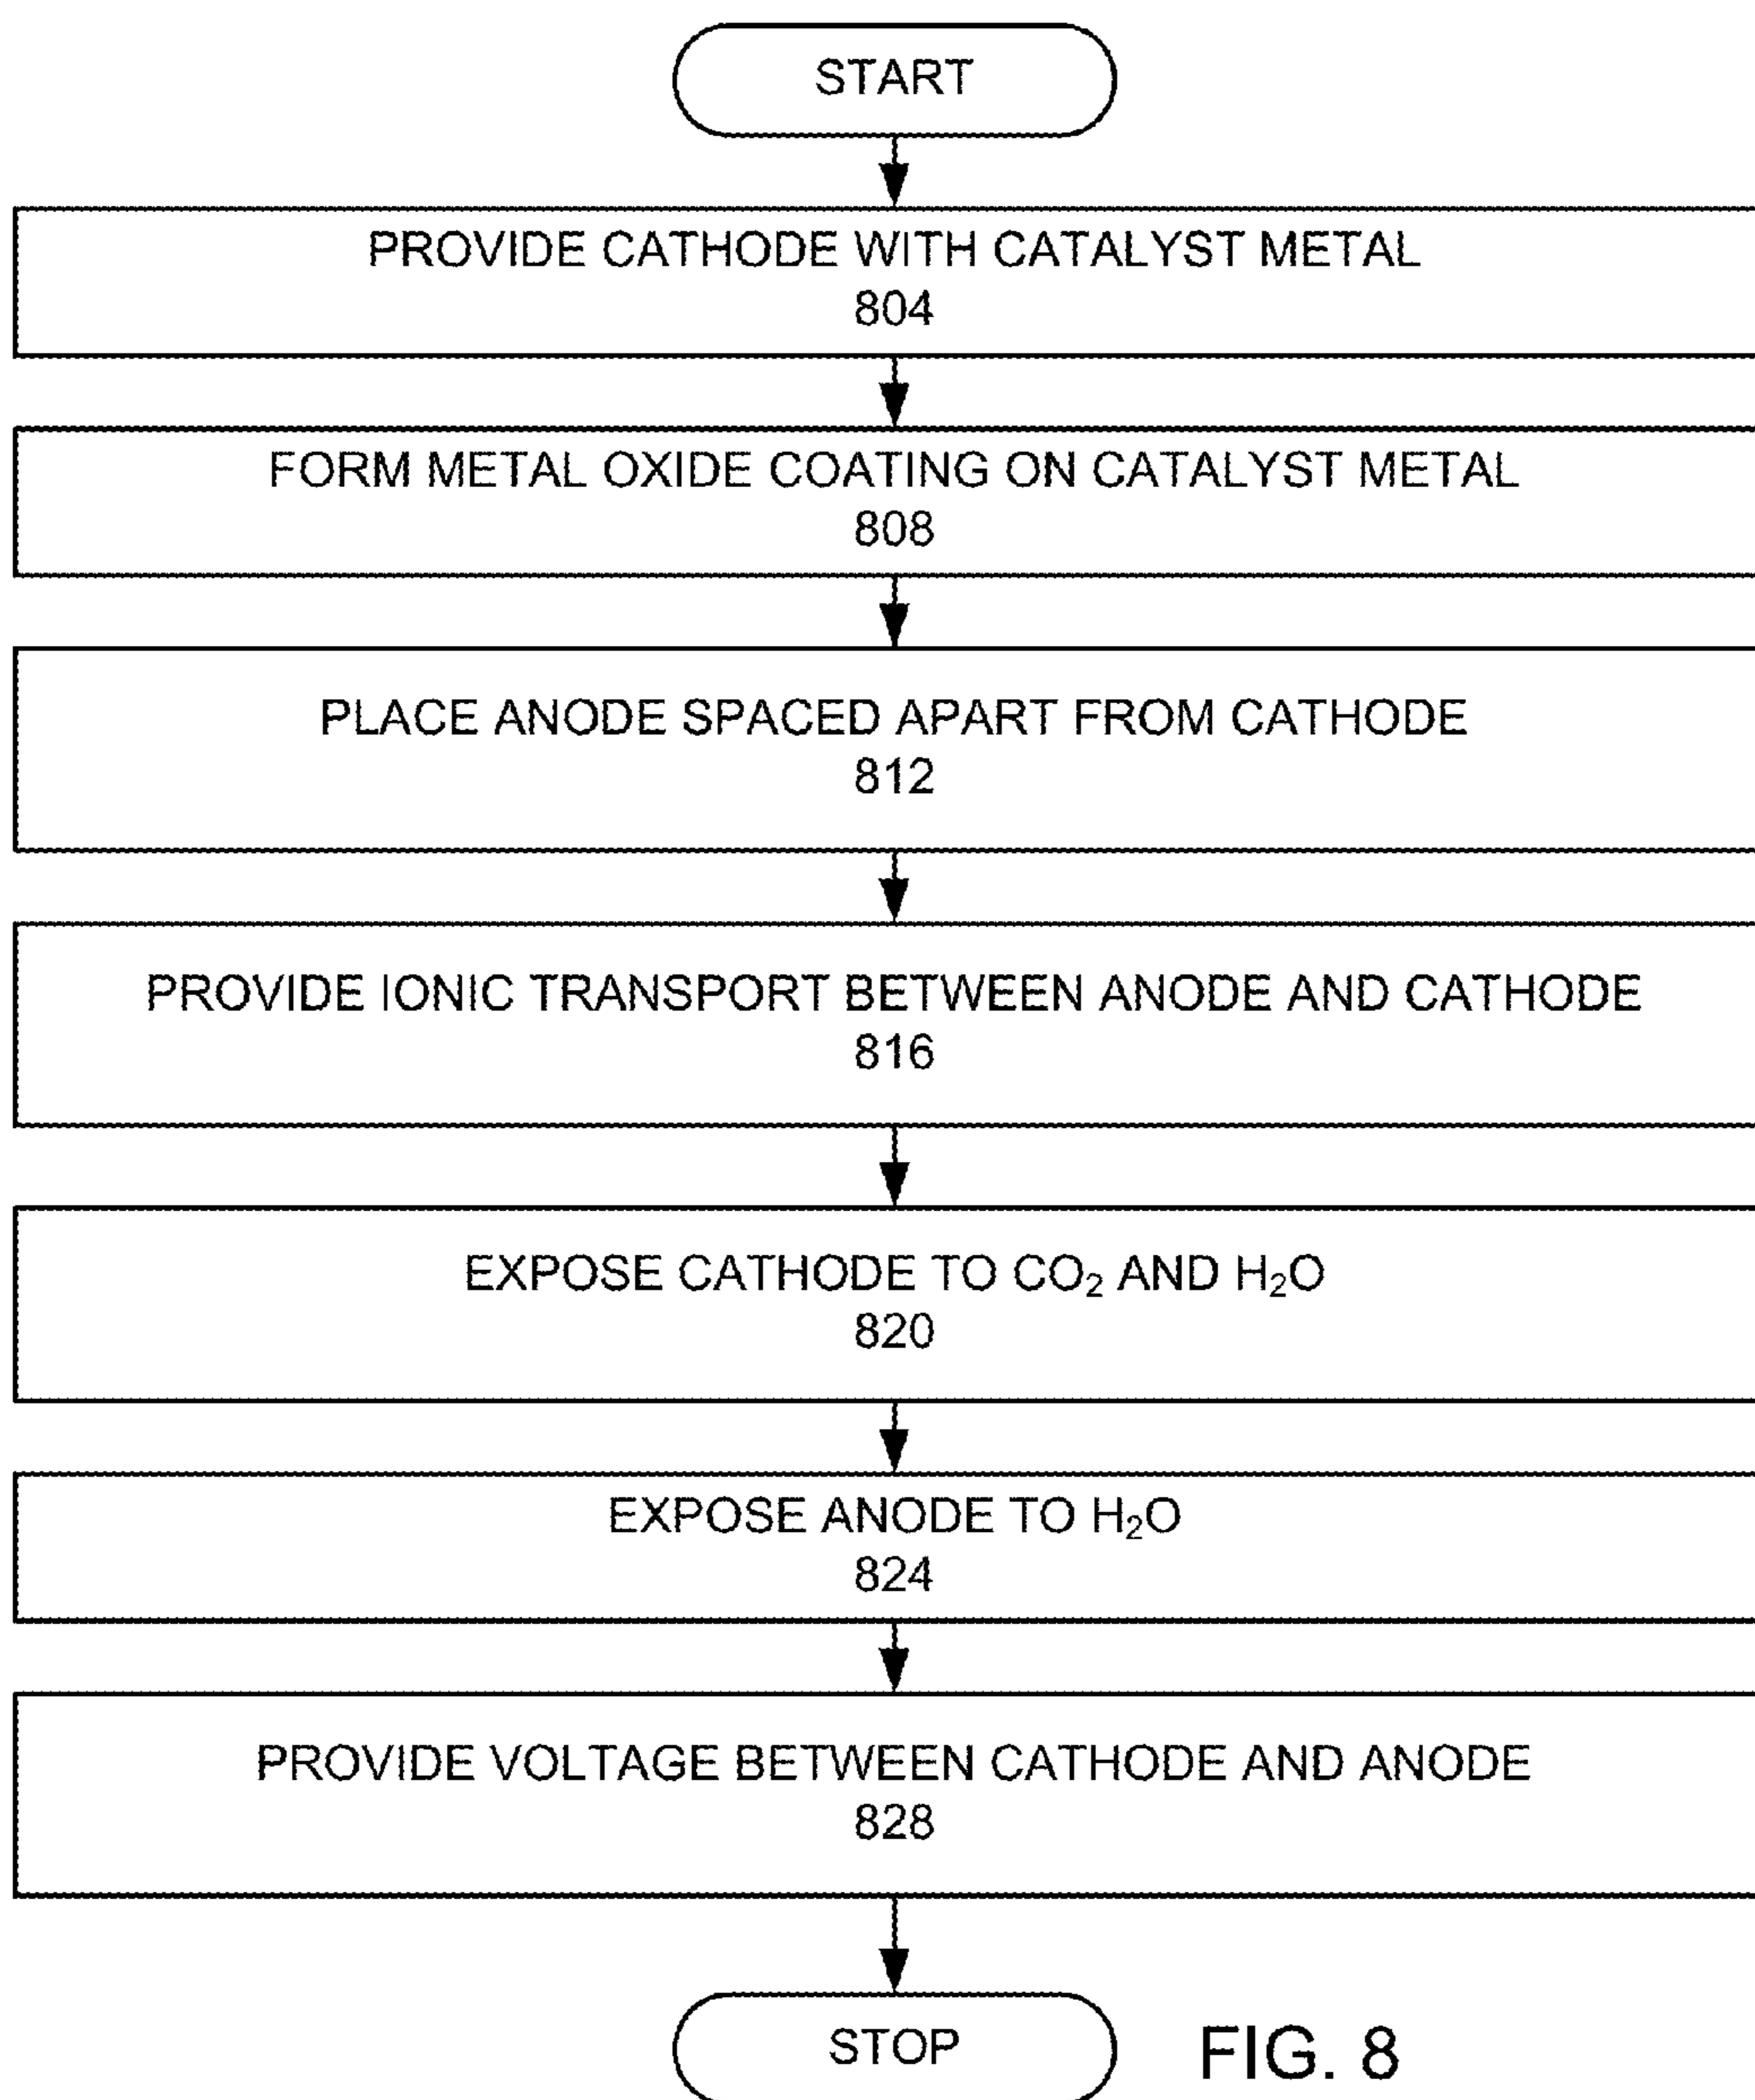 START
PROVIDE CATHODE WITH CATALYST METAL
804
FORM METAL OXIDE COATING ON CATALYST METAL
808
PLACE ANODE SPACED APART FROM CATHODE
812
PROVIDE IONIC TRANSPORT BETWEEN ANODE AND CATHODE
816
EXPOSE CATHODE TO CO₂ AND H₂O
820
EXPOSE ANODE TO H₂O
824
PROVIDE VOLTAGE BETWEEN CATHODE AND ANODE
828
STOP
FIG. 8